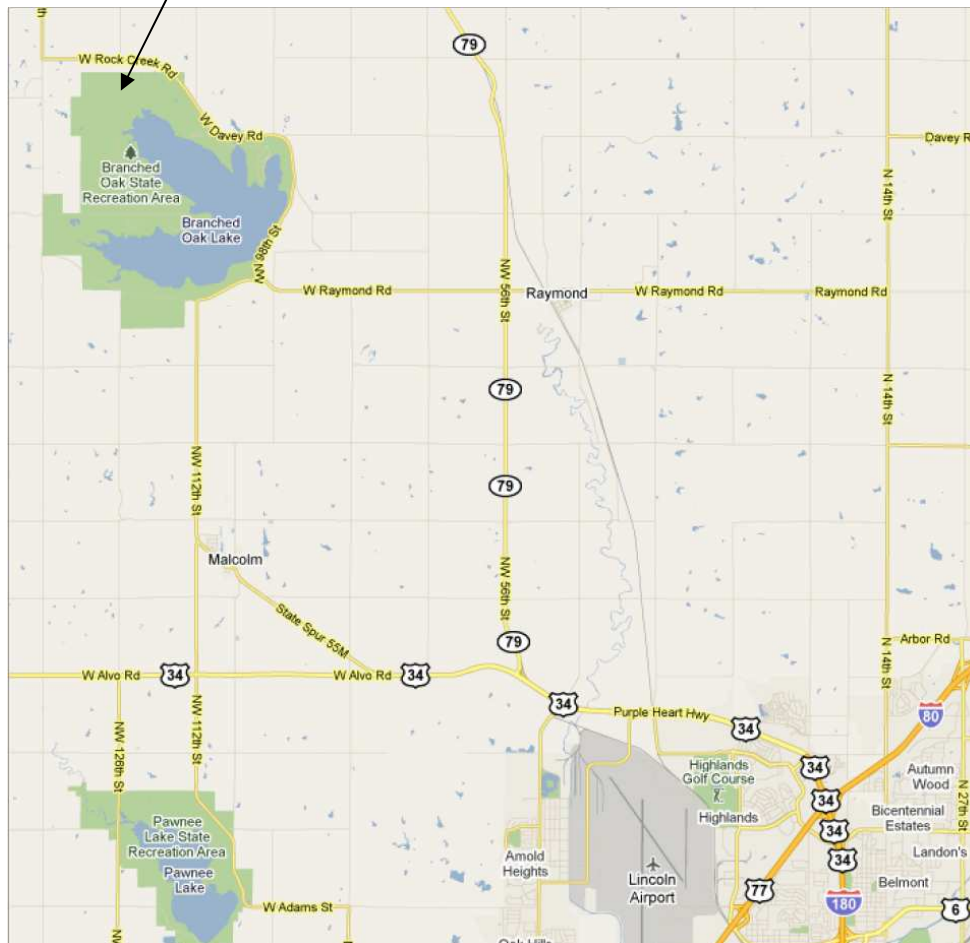 79
W Rock Creek Rd
W Davey Rd
Davey R
Branched
Oak State
Recreation Area
N 14th St
Branched
Oak Lake
NW 98th St
W Raymond Rd
NW 56th St
Raymond
W Raymond Rd
Raymond Rd
79
N 14th St
NW 112th St
79
Malcolm
NW 56th St
State Spur 55M
79
Arbor Rd
N 14th St
W Alvo Rd
34
W Alvo Rd
34
34
Purple Heart Hwy
34
80
NW 126th St
NW 112th St
34
Highlands
Golf Course
Autumn
Wood
N 27th St
34
Highlands
Bicentennial
Estates
Pawnee
Lake State
Recreation Area
34
34
Landon's
Arnold
Heights
Pawnee
Lake
Lincoln
Airport
77
Belmont
180
6
W Adams St
Oak Hills